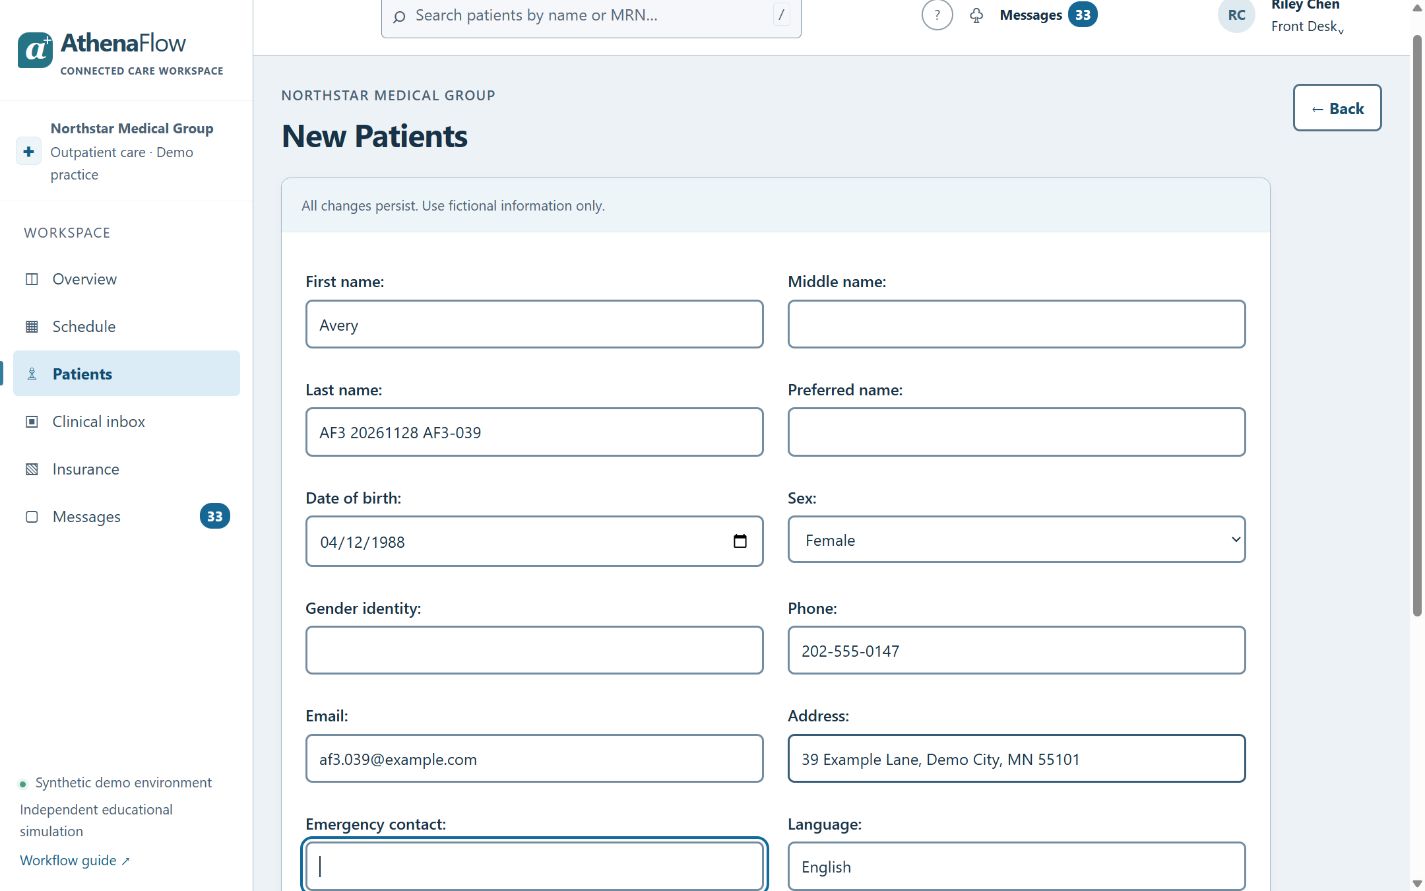 AthenaFlow
CONNECTED CARE WORKSPACE
Northstar Medical Group
Outpatient care · Demo
practice
WORKSPACE
Overview
Schedule
Patients
Clinical inbox
Insurance
Messages 33
Synthetic demo environment
Independent educational
simulation
Workflow guide ↗
Search patients by name or MRN... /
? Messages 33
RC Riley Chen
Front Desk
NORTHSTAR MEDICAL GROUP
New Patients
← Back
All changes persist. Use fictional information only.
First name: Middle name:
Avery
Last name: Preferred name:
AF3 20261128 AF3-039
Date of birth: Sex:
04/12/1988 Female
Gender identity: Phone:
202-555-0147
Email: Address:
af3.039@example.com 39 Example Lane, Demo City, MN 55101
Emergency contact: Language:
English